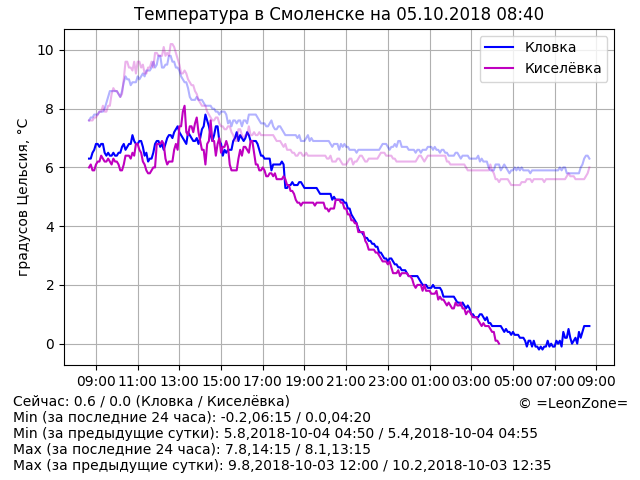 Температура в Смоленске на 05.10.2018 08:40
градусов Цельсия, °C
10
8
6
4
2
0
Кловка
Киселёвка
09:00 11:00 13:00 15:00 17:00 19:00 21:00 23:00 01:00 03:00 05:00 07:00 09:00
Сейчас: 0.6 / 0.0 (Кловка / Киселёвка)
© =LeonZone=
Min (за последние 24 часа): -0.2,06:15 / 0.0,04:20
Min (за предыдущие сутки): 5.8,2018-10-04 04:50 / 5.4,2018-10-04 04:55
Max (за последние 24 часа): 7.8,14:15 / 8.1,13:15
Max (за предыдущие сутки): 9.8,2018-10-03 12:00 / 10.2,2018-10-03 12:35